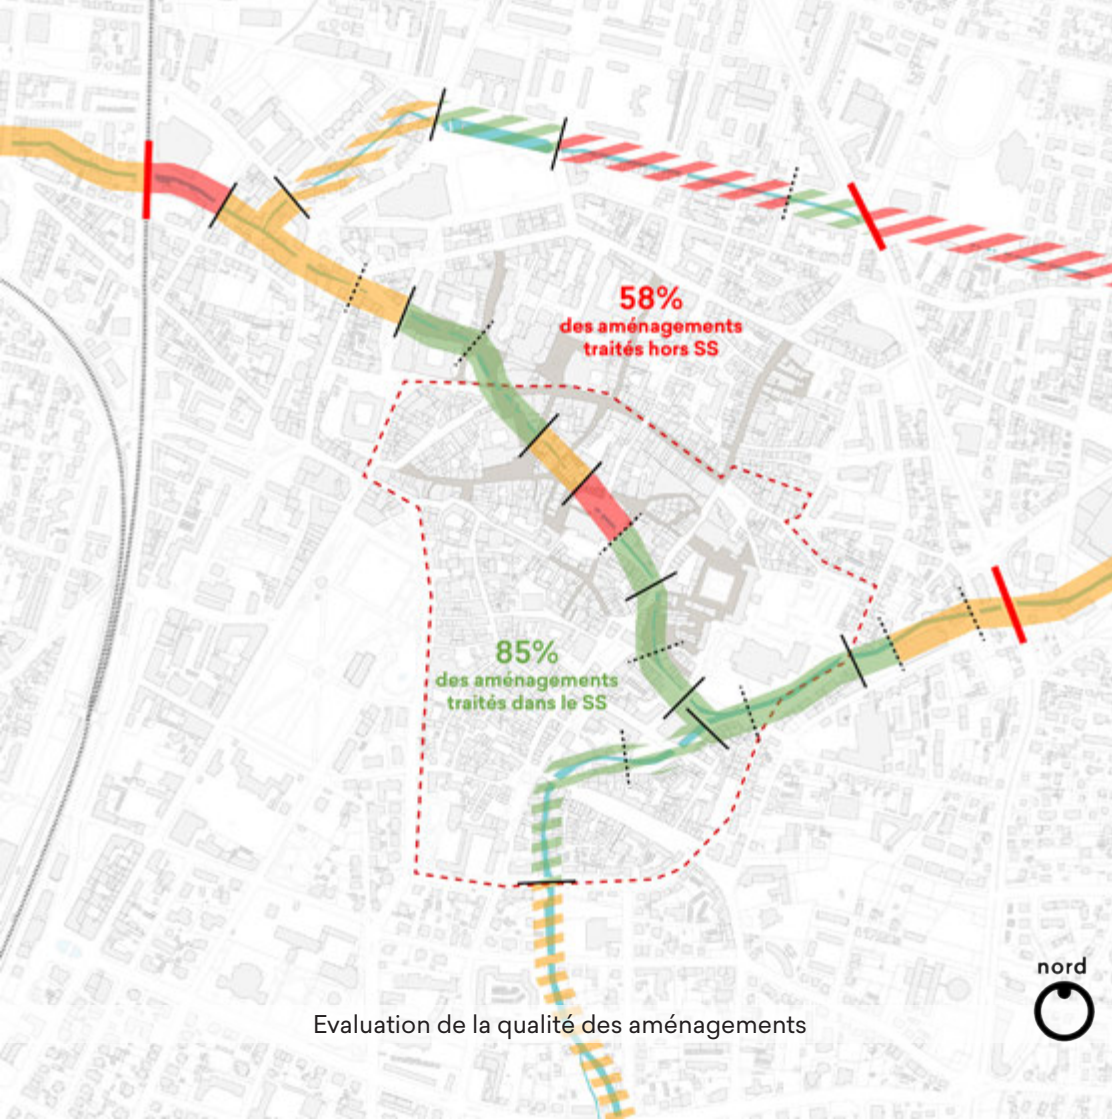 58%
des aménagements
traités hors SS
85%
des aménagements
traités dans le SS
nord
Evaluation de la qualité des aménagements